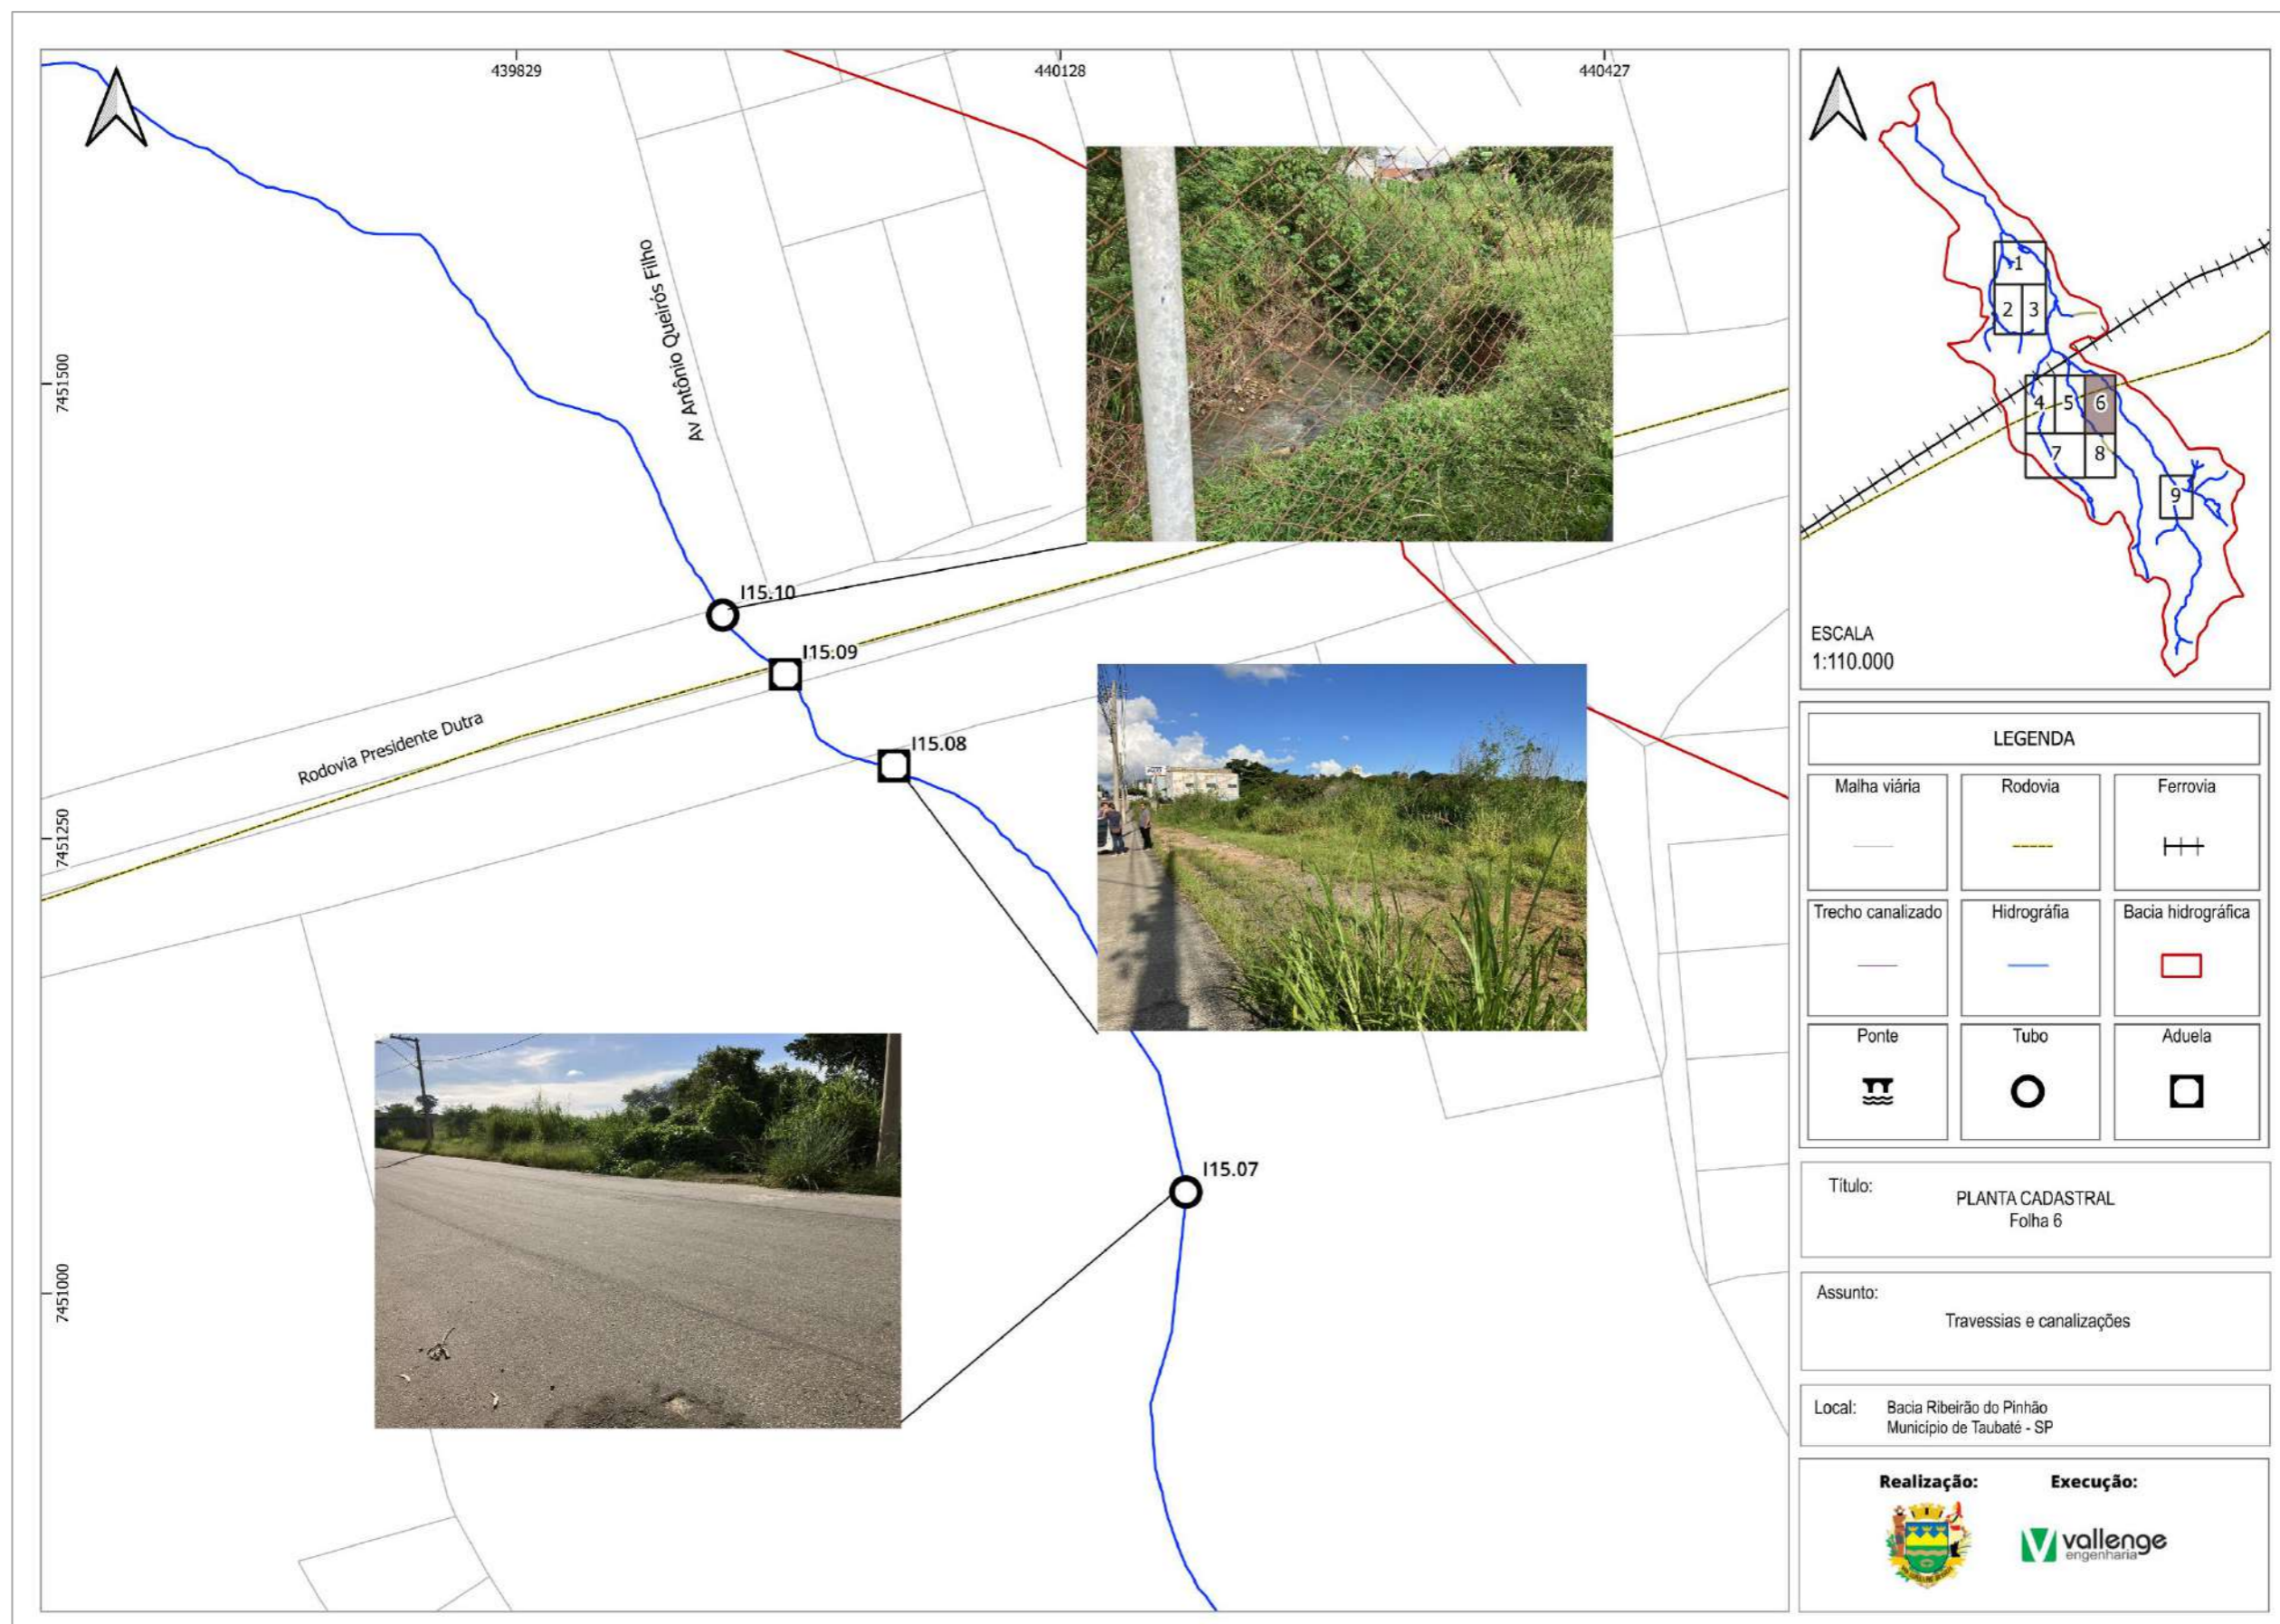 439829
440128
440427
7451500
7451250
7451000
Av Antônio Queirós Filho
Rodovia Presidente Dutra
I15.10
I15.09
I15.08
I15.07
1
2
3
4
5
6
7
8
9
ESCALA
1:110.000
LEGENDA
Malha viária
Rodovia
Ferrovia
Trecho canalizado
Hidrográfia
Bacia hidrográfica
Ponte
Tubo
Aduela
Título:
PLANTA CADASTRAL
Folha 6
Assunto:
Travessias e canalizações
Local:
Bacia Ribeirão do Pinhão
Município de Taubaté - SP
Realização:
Execução:
vallenge
engenharia